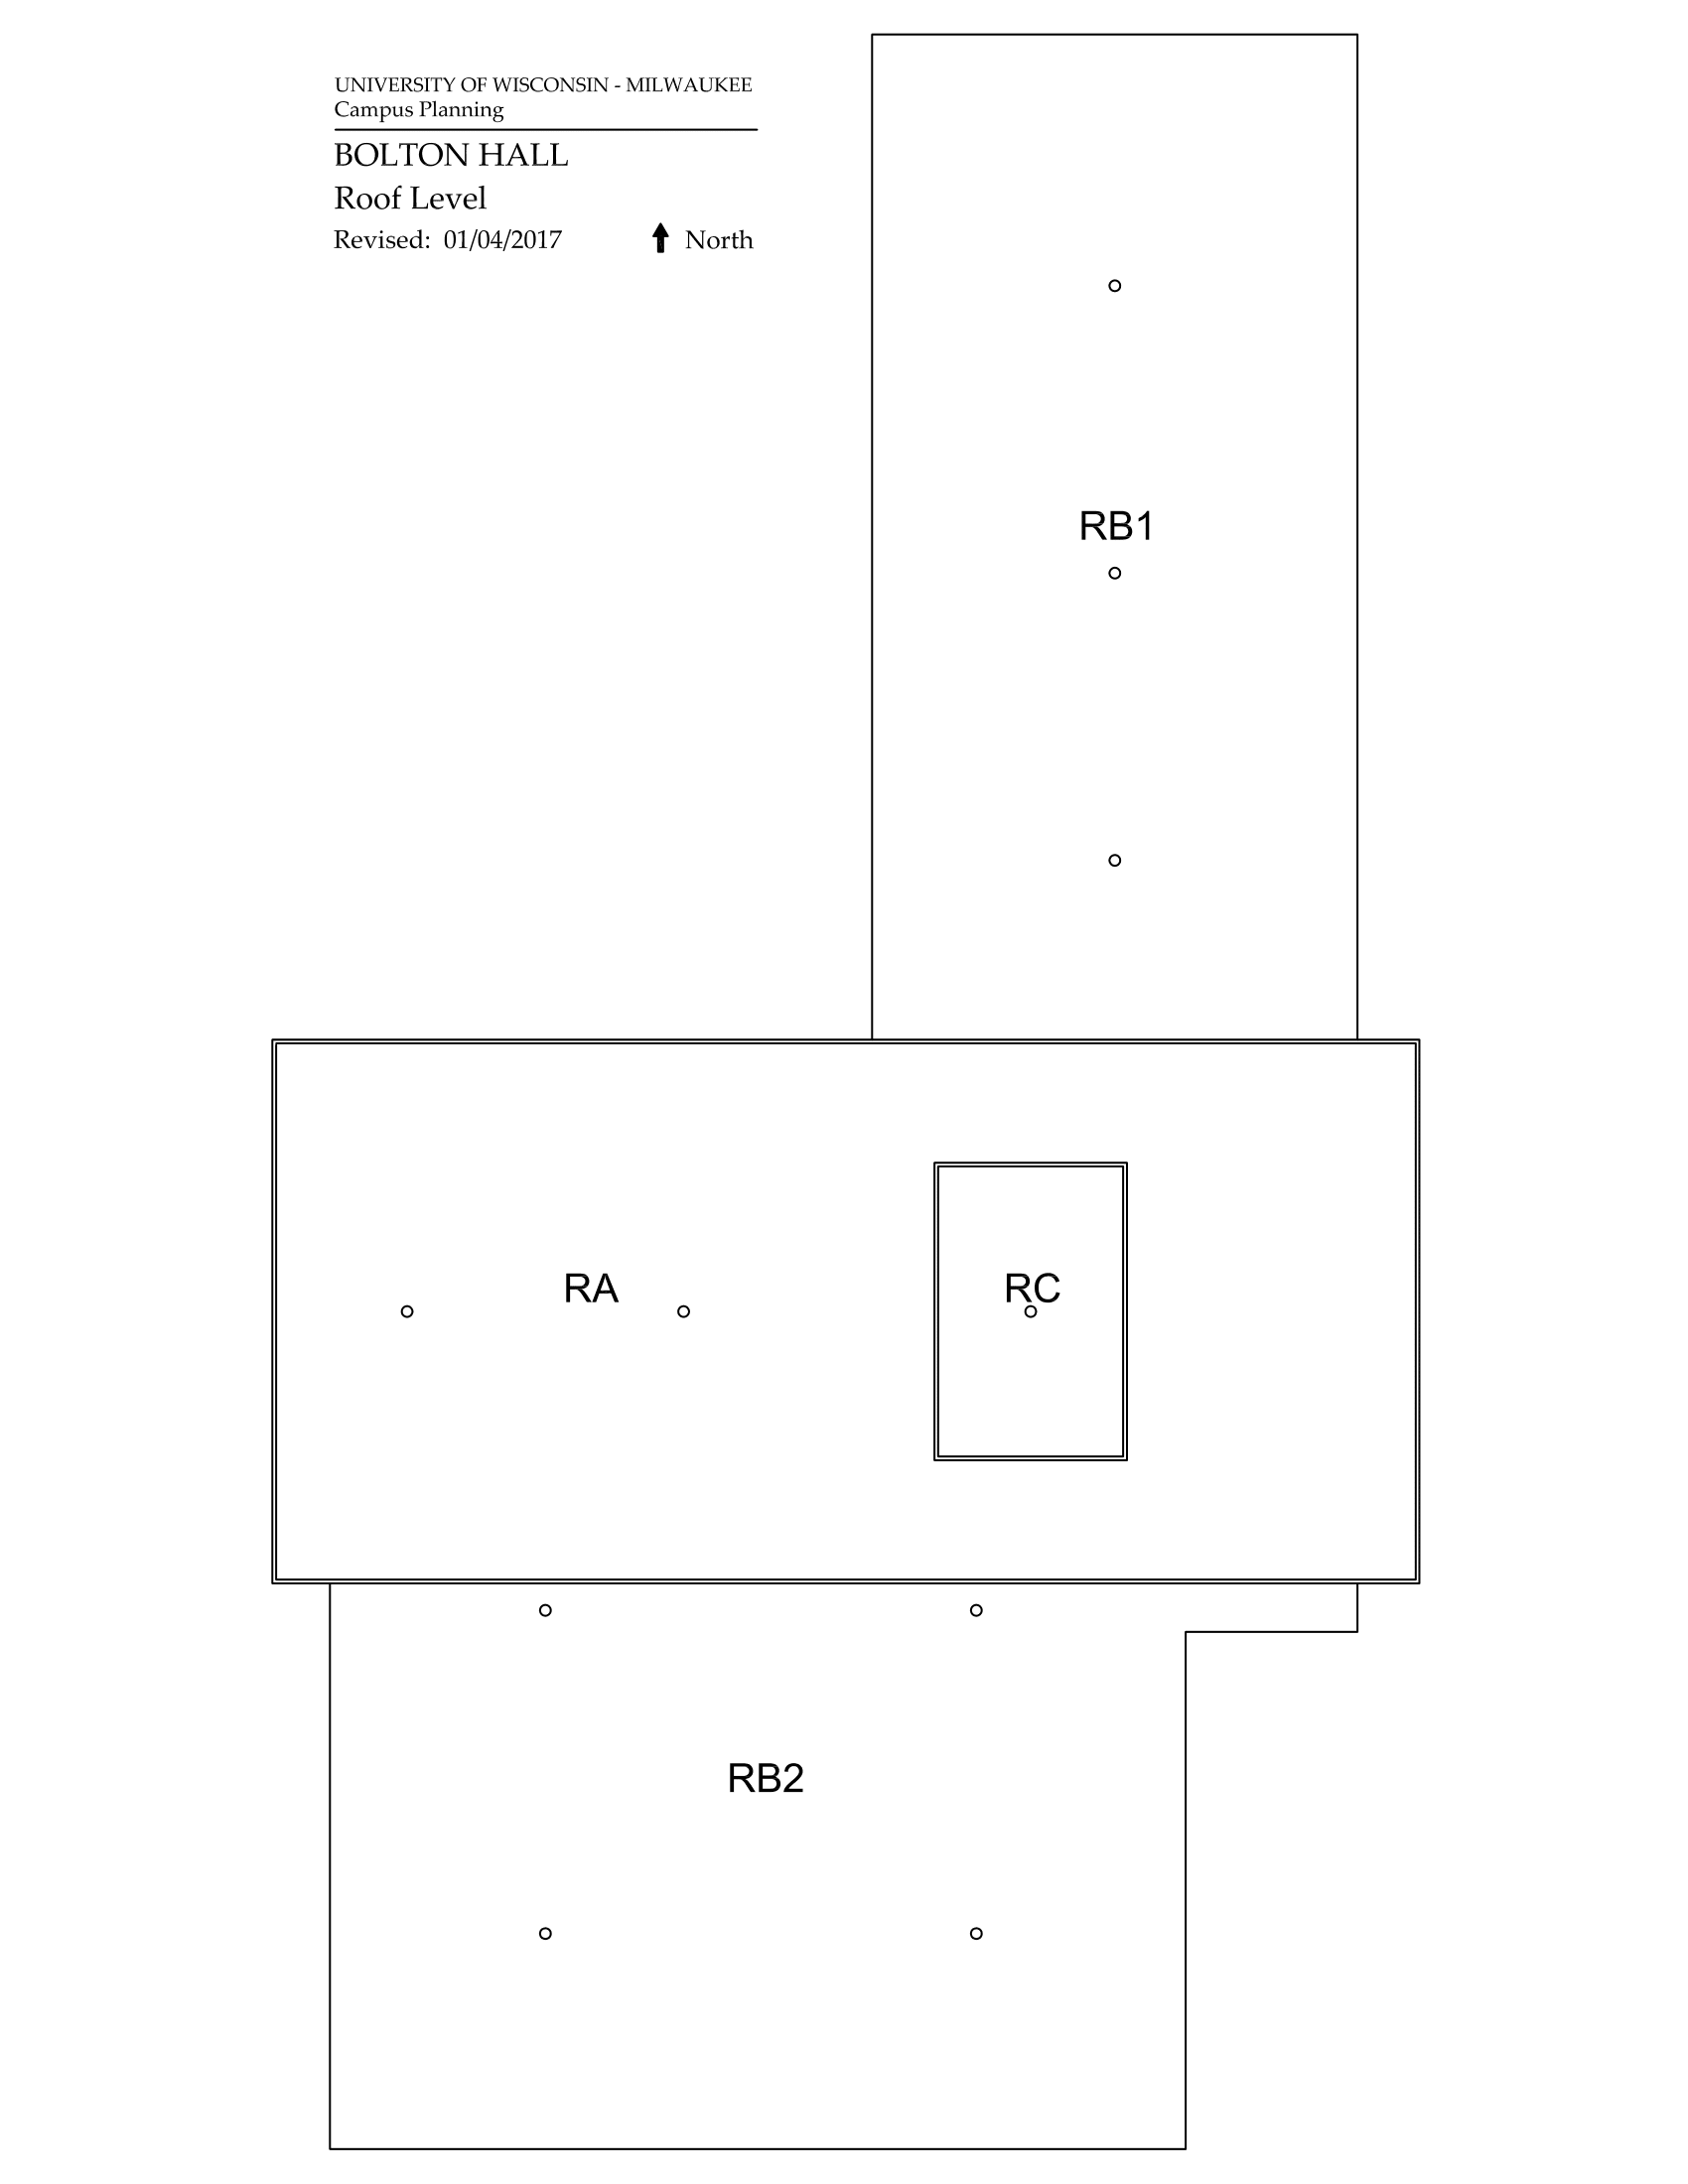 UNIVERSITY OF WISCONSIN - MILWAUKEE
Campus Planning
BOLTON HALL
Roof Level
Revised: 01/04/2017 North
RB1
RA RC
RB2